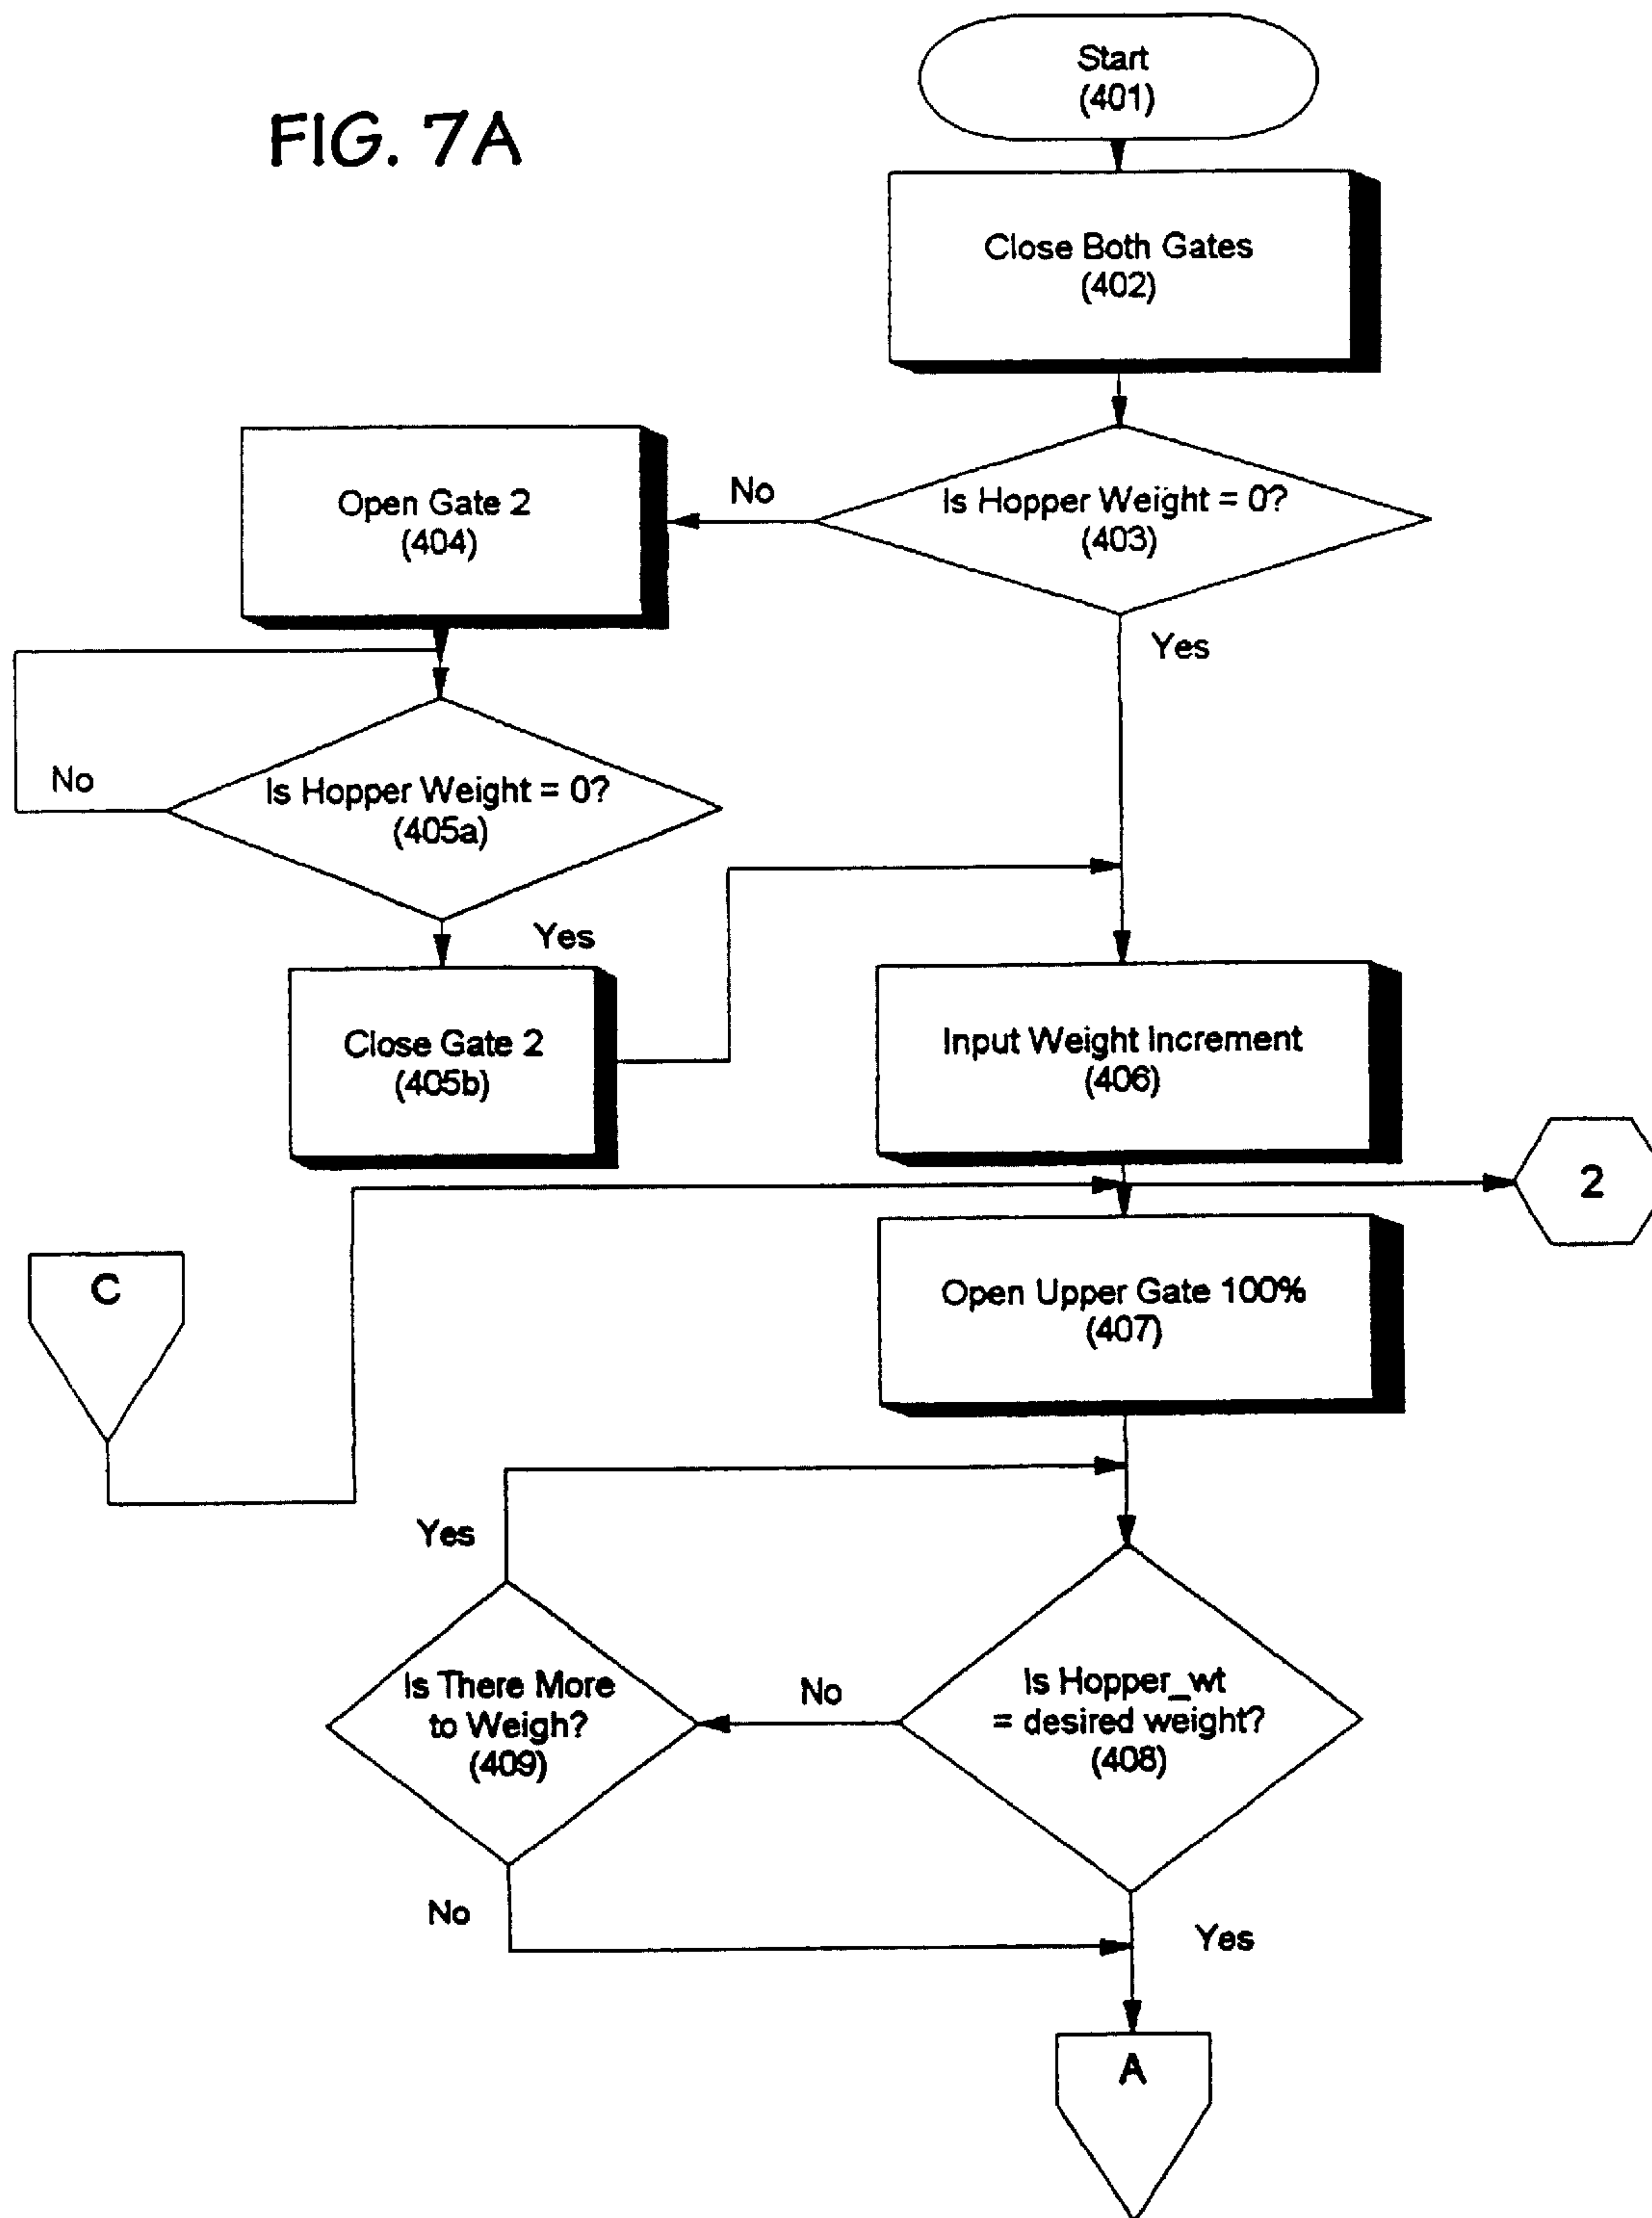 FIG. 7A
Start
(401)
Close Both Gates
(402)
Is Hopper Weight = 0?
(403)
No
Yes
Open Gate 2
(404)
Is Hopper Weight = 0?
(405a)
No
Yes
Close Gate 2
(405b)
Input Weight Increment
(406)
2
C
Open Upper Gate 100%
(407)
Is Hopper_wt
= desired weight?
(408)
No
Yes
Is There More
to Weigh?
(409)
Yes
No
A